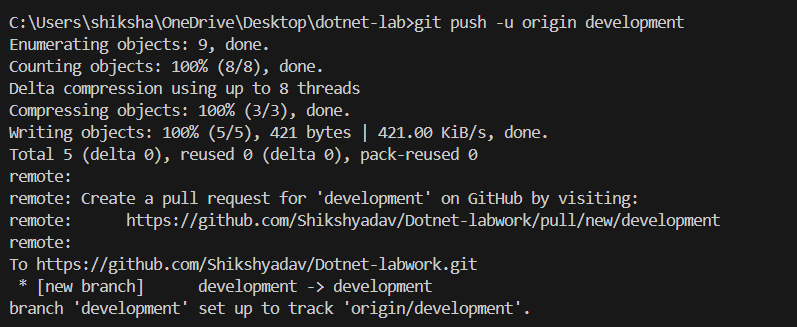 C:\Users\shiksha\OneDrive\Desktop\dotnet-lab>git push -u origin development
Enumerating objects: 9, done.
Counting objects: 100% (8/8), done.
Delta compression using up to 8 threads
Compressing objects: 100% (3/3), done.
Writing objects: 100% (5/5), 421 bytes | 421.00 KiB/s, done.
Total 5 (delta 0), reused 0 (delta 0), pack-reused 0
remote:
remote: Create a pull request for 'development' on GitHub by visiting:
remote:      https://github.com/Shikshyadav/Dotnet-labwork/pull/new/development
remote:
To https://github.com/Shikshyadav/Dotnet-labwork.git
 * [new branch]      development -> development
branch 'development' set up to track 'origin/development'.